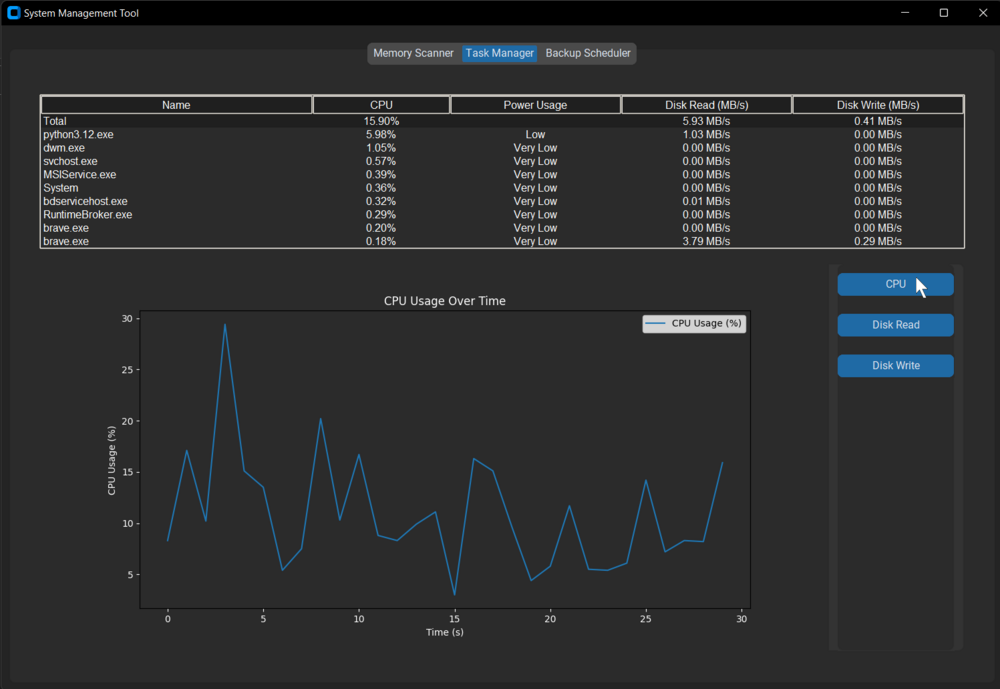 System Management Tool
Memory Scanner Task Manager Backup Scheduler
Name CPU Power Usage Disk Read (MB/s) Disk Write (MB/s)
Total 15.90% 5.93 MB/s 0.41 MB/s
python3.12.exe 5.98% Low 1.03 MB/s 0.00 MB/s
dwm.exe 1.05% Very Low 0.00 MB/s 0.00 MB/s
svchost.exe 0.57% Very Low 0.00 MB/s 0.00 MB/s
MSIService.exe 0.39% Very Low 0.00 MB/s 0.00 MB/s
System 0.36% Very Low 0.00 MB/s 0.00 MB/s
bdservicehost.exe 0.32% Very Low 0.01 MB/s 0.00 MB/s
RuntimeBroker.exe 0.29% Very Low 0.00 MB/s 0.00 MB/s
brave.exe 0.20% Very Low 0.00 MB/s 0.00 MB/s
brave.exe 0.18% Very Low 3.79 MB/s 0.29 MB/s
CPU
Disk Read
Disk Write
CPU Usage Over Time
CPU Usage (%)
CPU Usage (%)
30
25
20
15
10
5
0 5 10 15 20 25 30
Time (s)